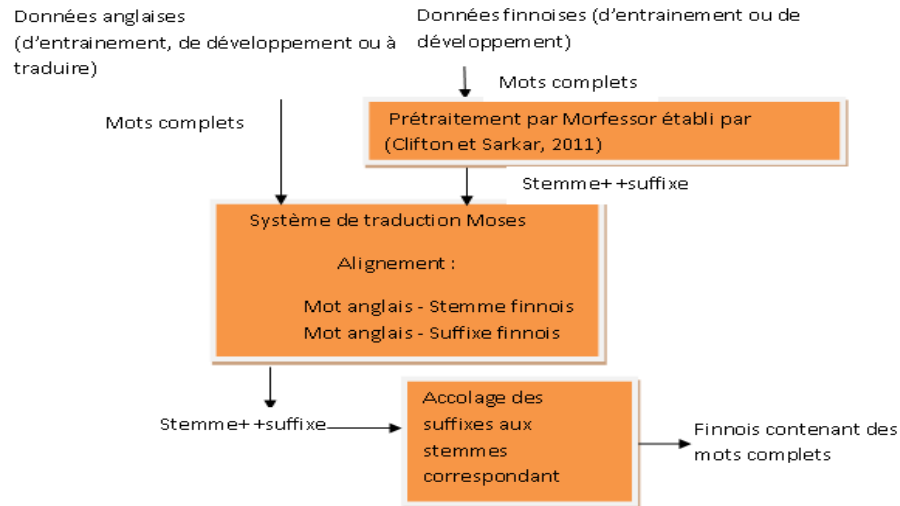 Données anglaises
(d'entrainement, de développement ou à
traduire)
Données finnoises (d'entrainement ou de
développement)
Mots complets
Mots complets
Prétraitement par Morfessor établi par
(Clifton et Sarkar, 2011)
Stemme+ +suffixe
Système de traduction Moses
Alignement :
Mot anglais - Stemme finnois
Mot anglais - Suffixe finnois
Stemme+ +suffixe
Accolage des
suffixes aux
stemmes
correspondant
Finnois contenant des
mots complets